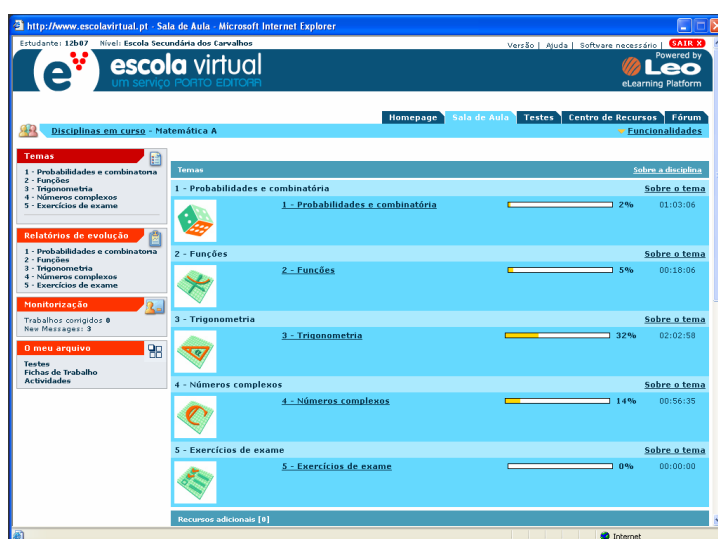 http://www.escolavirtual.pt - Sala de Aula - Microsoft Internet Explorer
Estudante: 12b07 Nível: Escola Secundária dos Carvalhos
Versão | Ajuda | Software necessário | SAIR X
escola virtual
um serviço PORTO EDITORA
Powered by
Leo
eLearning Platform
Homepage Sala de Aula Testes Centro de Recursos Fórum
Disciplinas em curso - Matemática A
Funcionalidades
Temas
1 - Probabilidades e combinatoria
2 - Funções
3 - Trigonometria
4 - Números complexos
5 - Exercícios de exame
Relatórios de evolução
1 - Probabilidades e combinatoria
2 - Funções
3 - Trigonometria
4 - Números complexos
5 - Exercícios de exame
Monitorização
Trabalhos corrigidos 0
New Messages: 3
O meu arquivo
Testes
Fichas de Trabalho
Actividades
Temas Sobre a disciplina
1 - Probabilidades e combinatória Sobre o tema
1 - Probabilidades e combinatória 2% 01:03:06
2 - Funções Sobre o tema
2 - Funções 5% 00:18:06
3 - Trigonometria Sobre o tema
3 - Trigonometria 32% 02:02:58
4 - Números complexos Sobre o tema
4 - Números complexos 14% 00:56:35
5 - Exercícios de exame Sobre o tema
5 - Exercícios de exame 0% 00:00:00
Recursos adicionais [0]
Internet